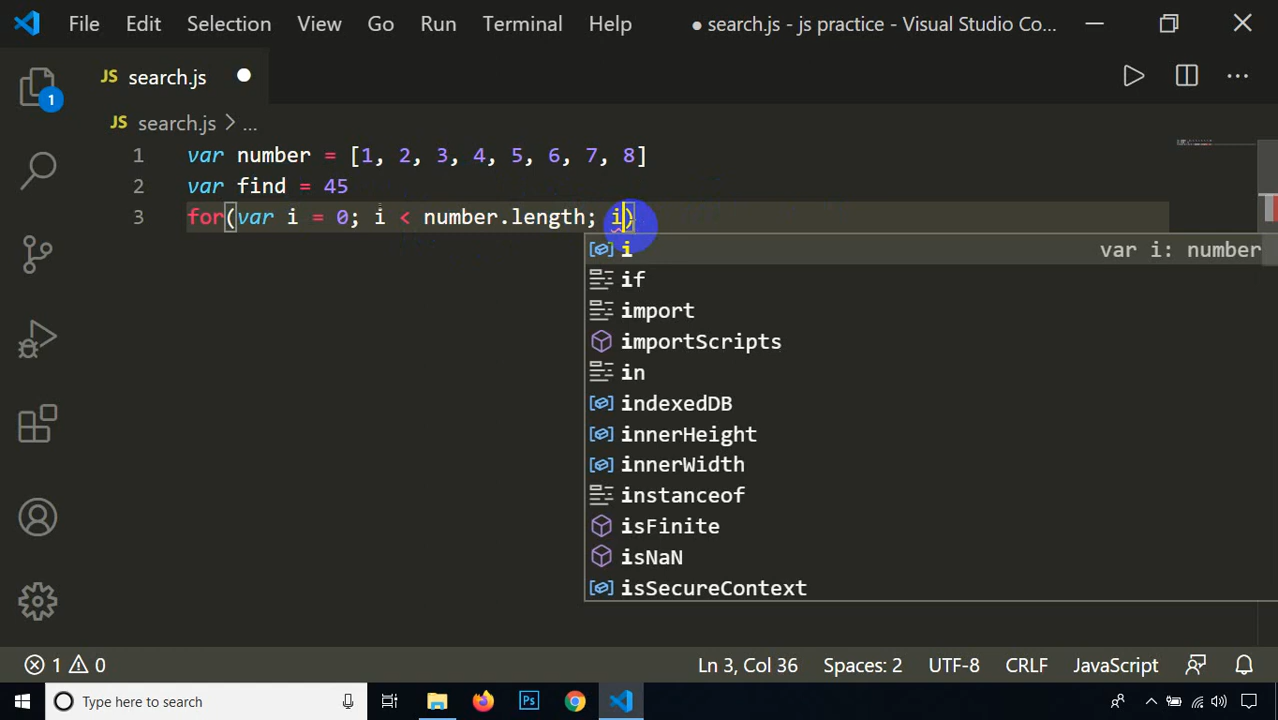 File Edit Selection View Go Run Terminal Help ● search.js - js practice - Visual Studio Co...
JS search.js
1
JS search.js > ...
1 var number = [1, 2, 3, 4, 5, 6, 7, 8]
2 var find = 45
3 for(var i = 0; i < number.length; i)
i var i: number
if
import
importScripts
in
indexedDB
innerHeight
innerWidth
instanceof
isFinite
isNaN
isSecureContext
1 0 Ln 3, Col 36 Spaces: 2 UTF-8 CRLF JavaScript
Type here to search Ps